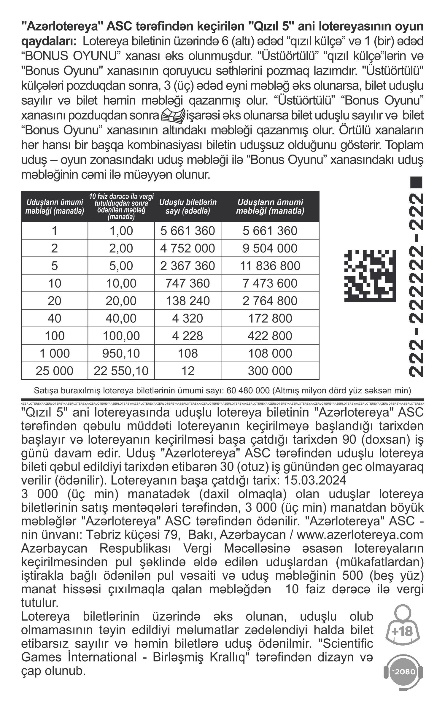 "Azərlotereya" ASC tərəfindən keçirilən "Qızıl 5" ani lotereyasının oyun
qaydaları: Lotereya biletinin üzərində 6 (altı) ədəd "qızıl külçə" və 1 (bir) ədəd
"BONUS OYUNU" xanası əks olunmuşdur. "Üstüörtülü" "qızıl külçə"lərin və
"Bonus Oyunu" xanasının qoruyucu səthlərini pozmaq lazımdır. "Üstüörtülü"
külçələri pozduqdan sonra, 3 (üç) ədəd eyni məbləğ əks olunarsa, bilet uduşlu
sayılır və bilet həmin məbləği qazanmış olur. "Üstüörtülü" "Bonus Oyunu"
xanasını pozduqdan sonra işarəsi əks olunarsa bilet uduşlu sayılır və bilet
"Bonus Oyunu" xanasının altındakı məbləği qazanmış olur. Örtülü xanaların
hər hansı bir başqa kombinasiyası biletin uduşsuz olduğunu göstərir. Toplam
uduş – oyun zonasındakı uduş məbləği ilə "Bonus Oyunu" xanasındakı uduş
məbləğinin cəmi ilə müəyyən olunur.
Uduşların ümumi məbləği (manatla) 10 faiz dərəcə ilə vergi tutulduqdan sonra ödənilən məbləğ (manatla) Uduşlu biletlərin sayı (ədədlə) Uduşların ümumi məbləği (manatla)
1 1,00 5 661 360 5 661 360
2 2,00 4 752 000 9 504 000
5 5,00 2 367 360 11 836 800
10 10,00 747 360 7 473 600
20 20,00 138 240 2 764 800
40 40,00 4 320 172 800
100 100,00 4 228 422 800
1 000 950,10 108 108 000
25 000 22 550,10 12 300 000
222-222222-222
Satışa buraxılmış lotereya biletlərinin ümumi sayı: 60 480 000 (Altmış milyon dörd yüz səksən min)
"Qızıl 5" ani lotereyasında uduşlu lotereya biletinin "Azərlotereya" ASC
tərəfindən qəbulu müddəti lotereyanın keçirilməyə başlandığı tarixdən
başlayır və lotereyanın keçirilməsi başa çatdığı tarixdən 90 (doxsan) iş
günü davam edir. Uduş "Azərlotereya" ASC tərəfindən uduşlu lotereya
bileti qəbul edildiyi tarixdən etibarən 30 (otuz) iş günündən gec olmayaraq
verilir (ödənilir). Lotereyanın başa çatdığı tarix: 15.03.2024
3 000 (üç min) manatadək (daxil olmaqla) olan uduşlar lotereya
biletlərinin satış məntəqələri tərəfindən, 3 000 (üç min) manatdan böyük
məbləğlər "Azərlotereya" ASC tərəfindən ödənilir. "Azərlotereya" ASC -
nin ünvanı: Təbriz küçəsi 79, Bakı, Azərbaycan / www.azerlotereya.com
Azərbaycan Respublikası Vergi Məcəlləsinə əsasən lotereyaların
keçirilməsindən pul şəklində əldə edilən uduşlardan (mükafatlardan)
iştirakla bağlı ödənilən pul vəsaiti və uduş məbləğinin 500 (beş yüz)
manat hissəsi çıxılmaqla qalan məbləğdən 10 faiz dərəcə ilə vergi
tutulur.
Lotereya biletlərinin üzərində əks olunan, uduşlu olub
olmamasının təyin edildiyi məlumatlar zədələndiyi halda bilet
etibarsız sayılır və həmin biletlərə uduş ödənilmir. "Scientific
Games İnternational - Birləşmiş Krallıq" tərəfindən dizayn və
çap olunub.
+18
*2080